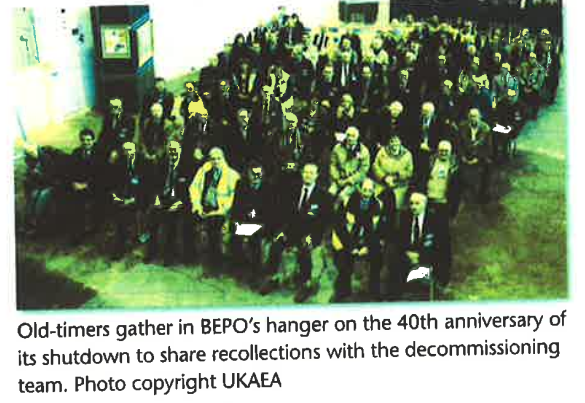 Old-timers gather in BEPO's hanger on the 40th anniversary of
its shutdown to share recollections with the decommissioning
team. Photo copyright UKAEA